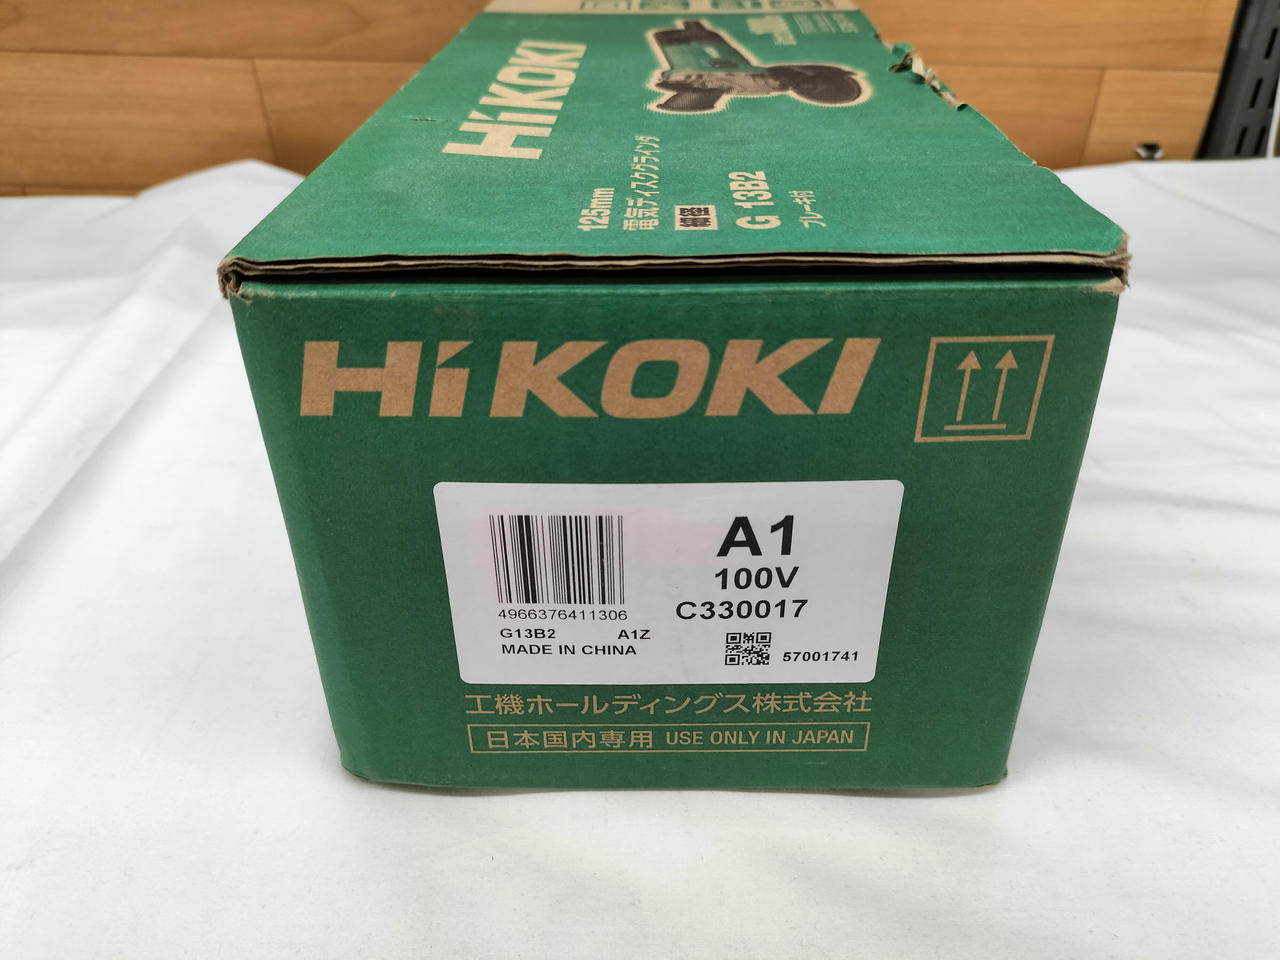 HiKOKI
125mm
電気ディスクグラインダ
細径
G 13B2
ブレーキ付
HiKOKI
A1
100V
4966376411306
C330017
G13B2 A1Z
MADE IN CHINA
57001741
工機ホールディングス株式会社
日本国内専用 USE ONLY IN JAPAN